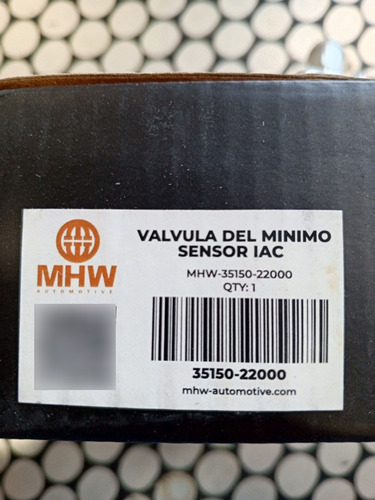 MHW
AUTOMOTIVE
VALVULA DEL MINIMO
SENSOR IAC
MHW-35150-22000
QTY: 1
35150-22000
mhw-automotive.com